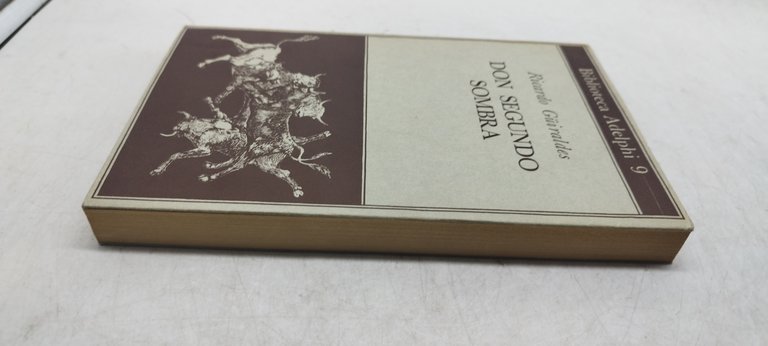 Biblioteca Adelphi 9
Ricardo Güiraldes
DON SEGUNDO
SOMBRA